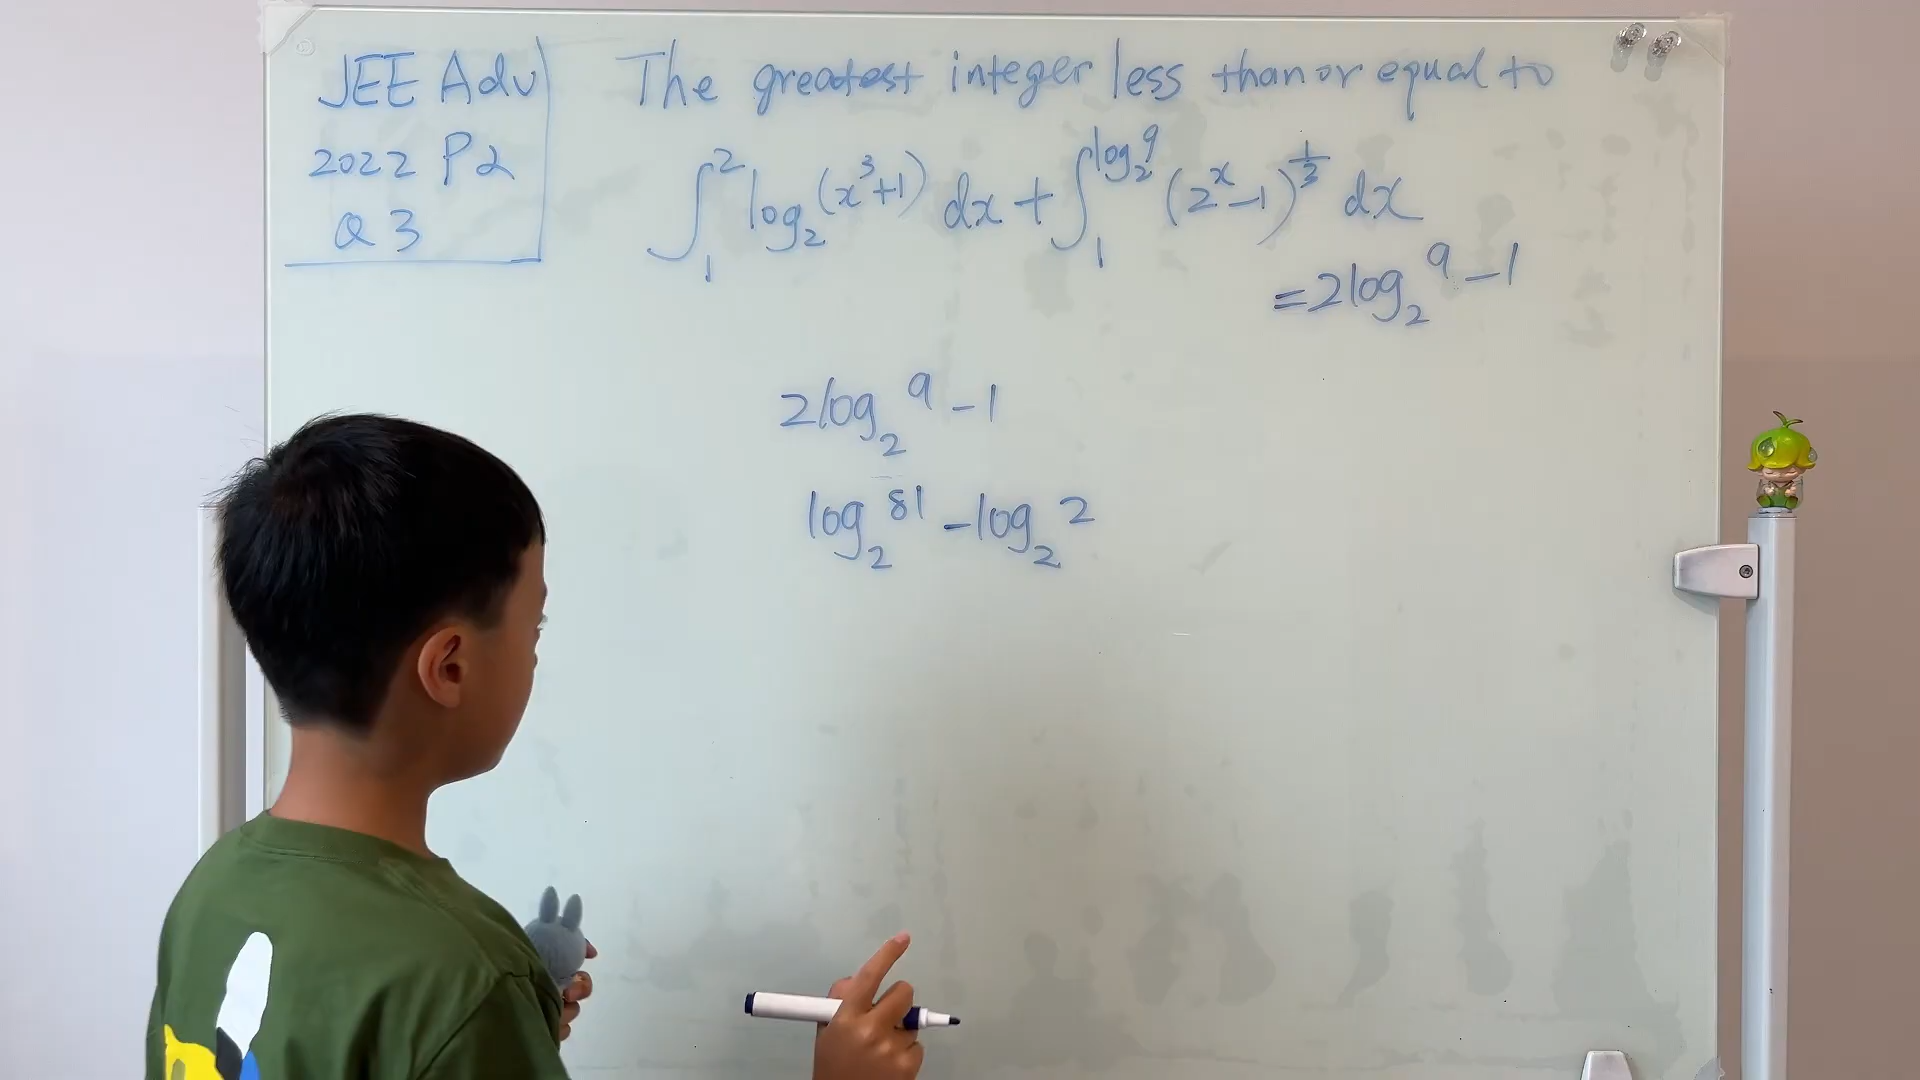 JEE Adv
2022 P2
Q3
The greatest integer less than or equal to
∫₁² log₂(x³+1) dx + ∫₁^(log₂9) (2ˣ-1)^(1/3) dx
= 2log₂9 - 1
2log₂9 - 1
log₂81 - log₂2